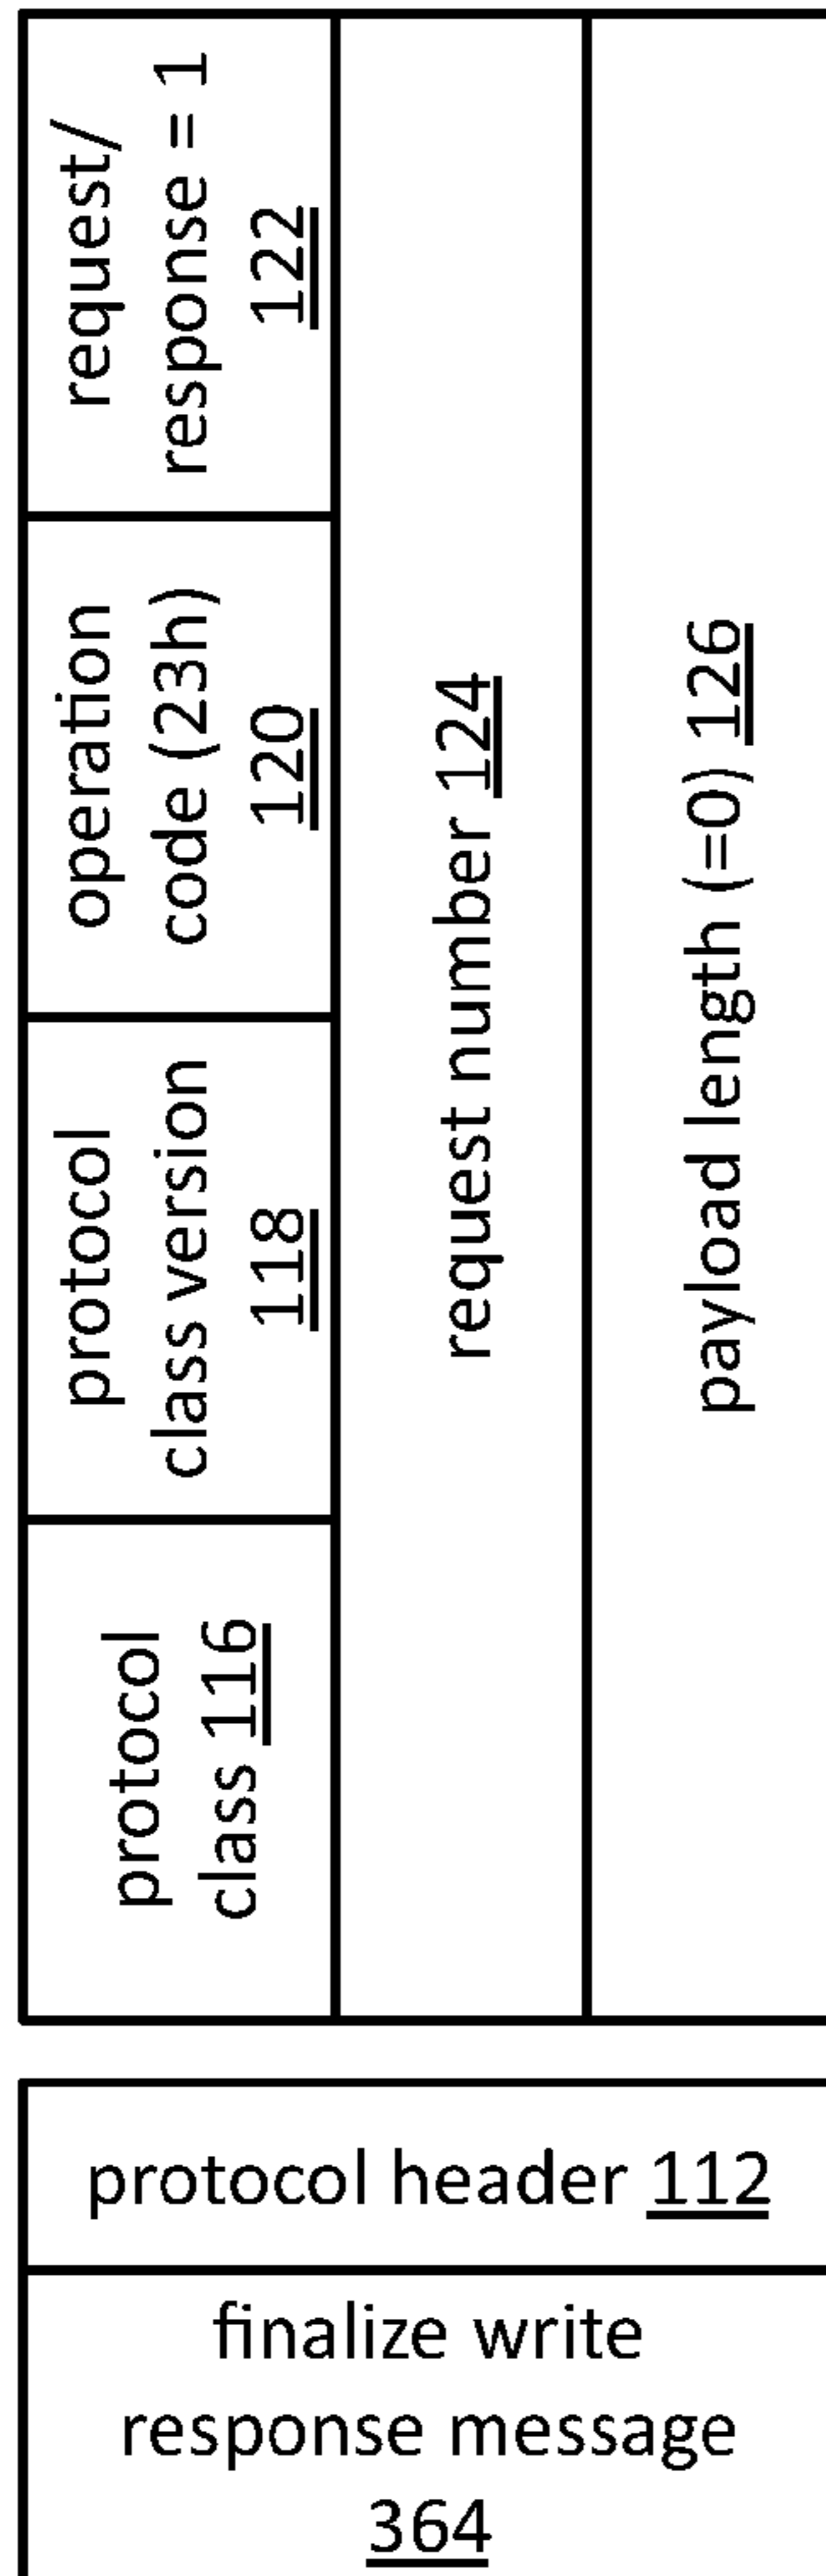 protocol
class 116
protocol
class version
118
operation
code (23h)
120
request/
response = 1
122
request number 124
payload length (=0) 126
protocol header 112
finalize write
response message
364